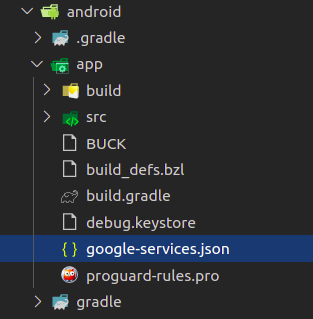 android
.gradle
app
build
src
BUCK
build_defs.bzl
build.gradle
debug.keystore
google-services.json
proguard-rules.pro
gradle